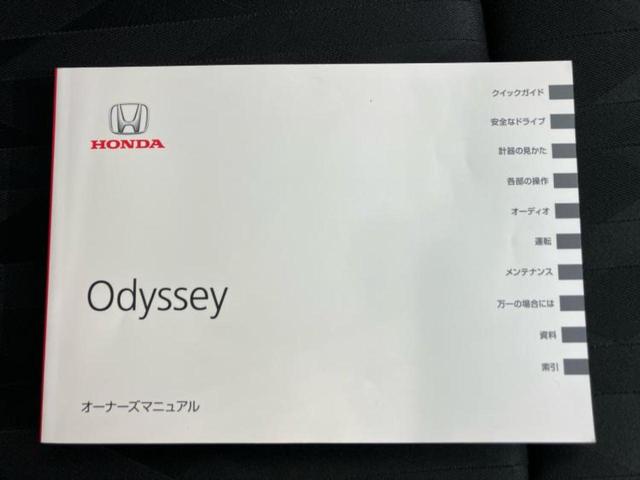 HONDA
Odyssey
オーナーズマニュアル
クイックガイド
安全なドライブ
計器の見かた
各部の操作
オーディオ
運転
メンテナンス
万一の場合には
資料
索引